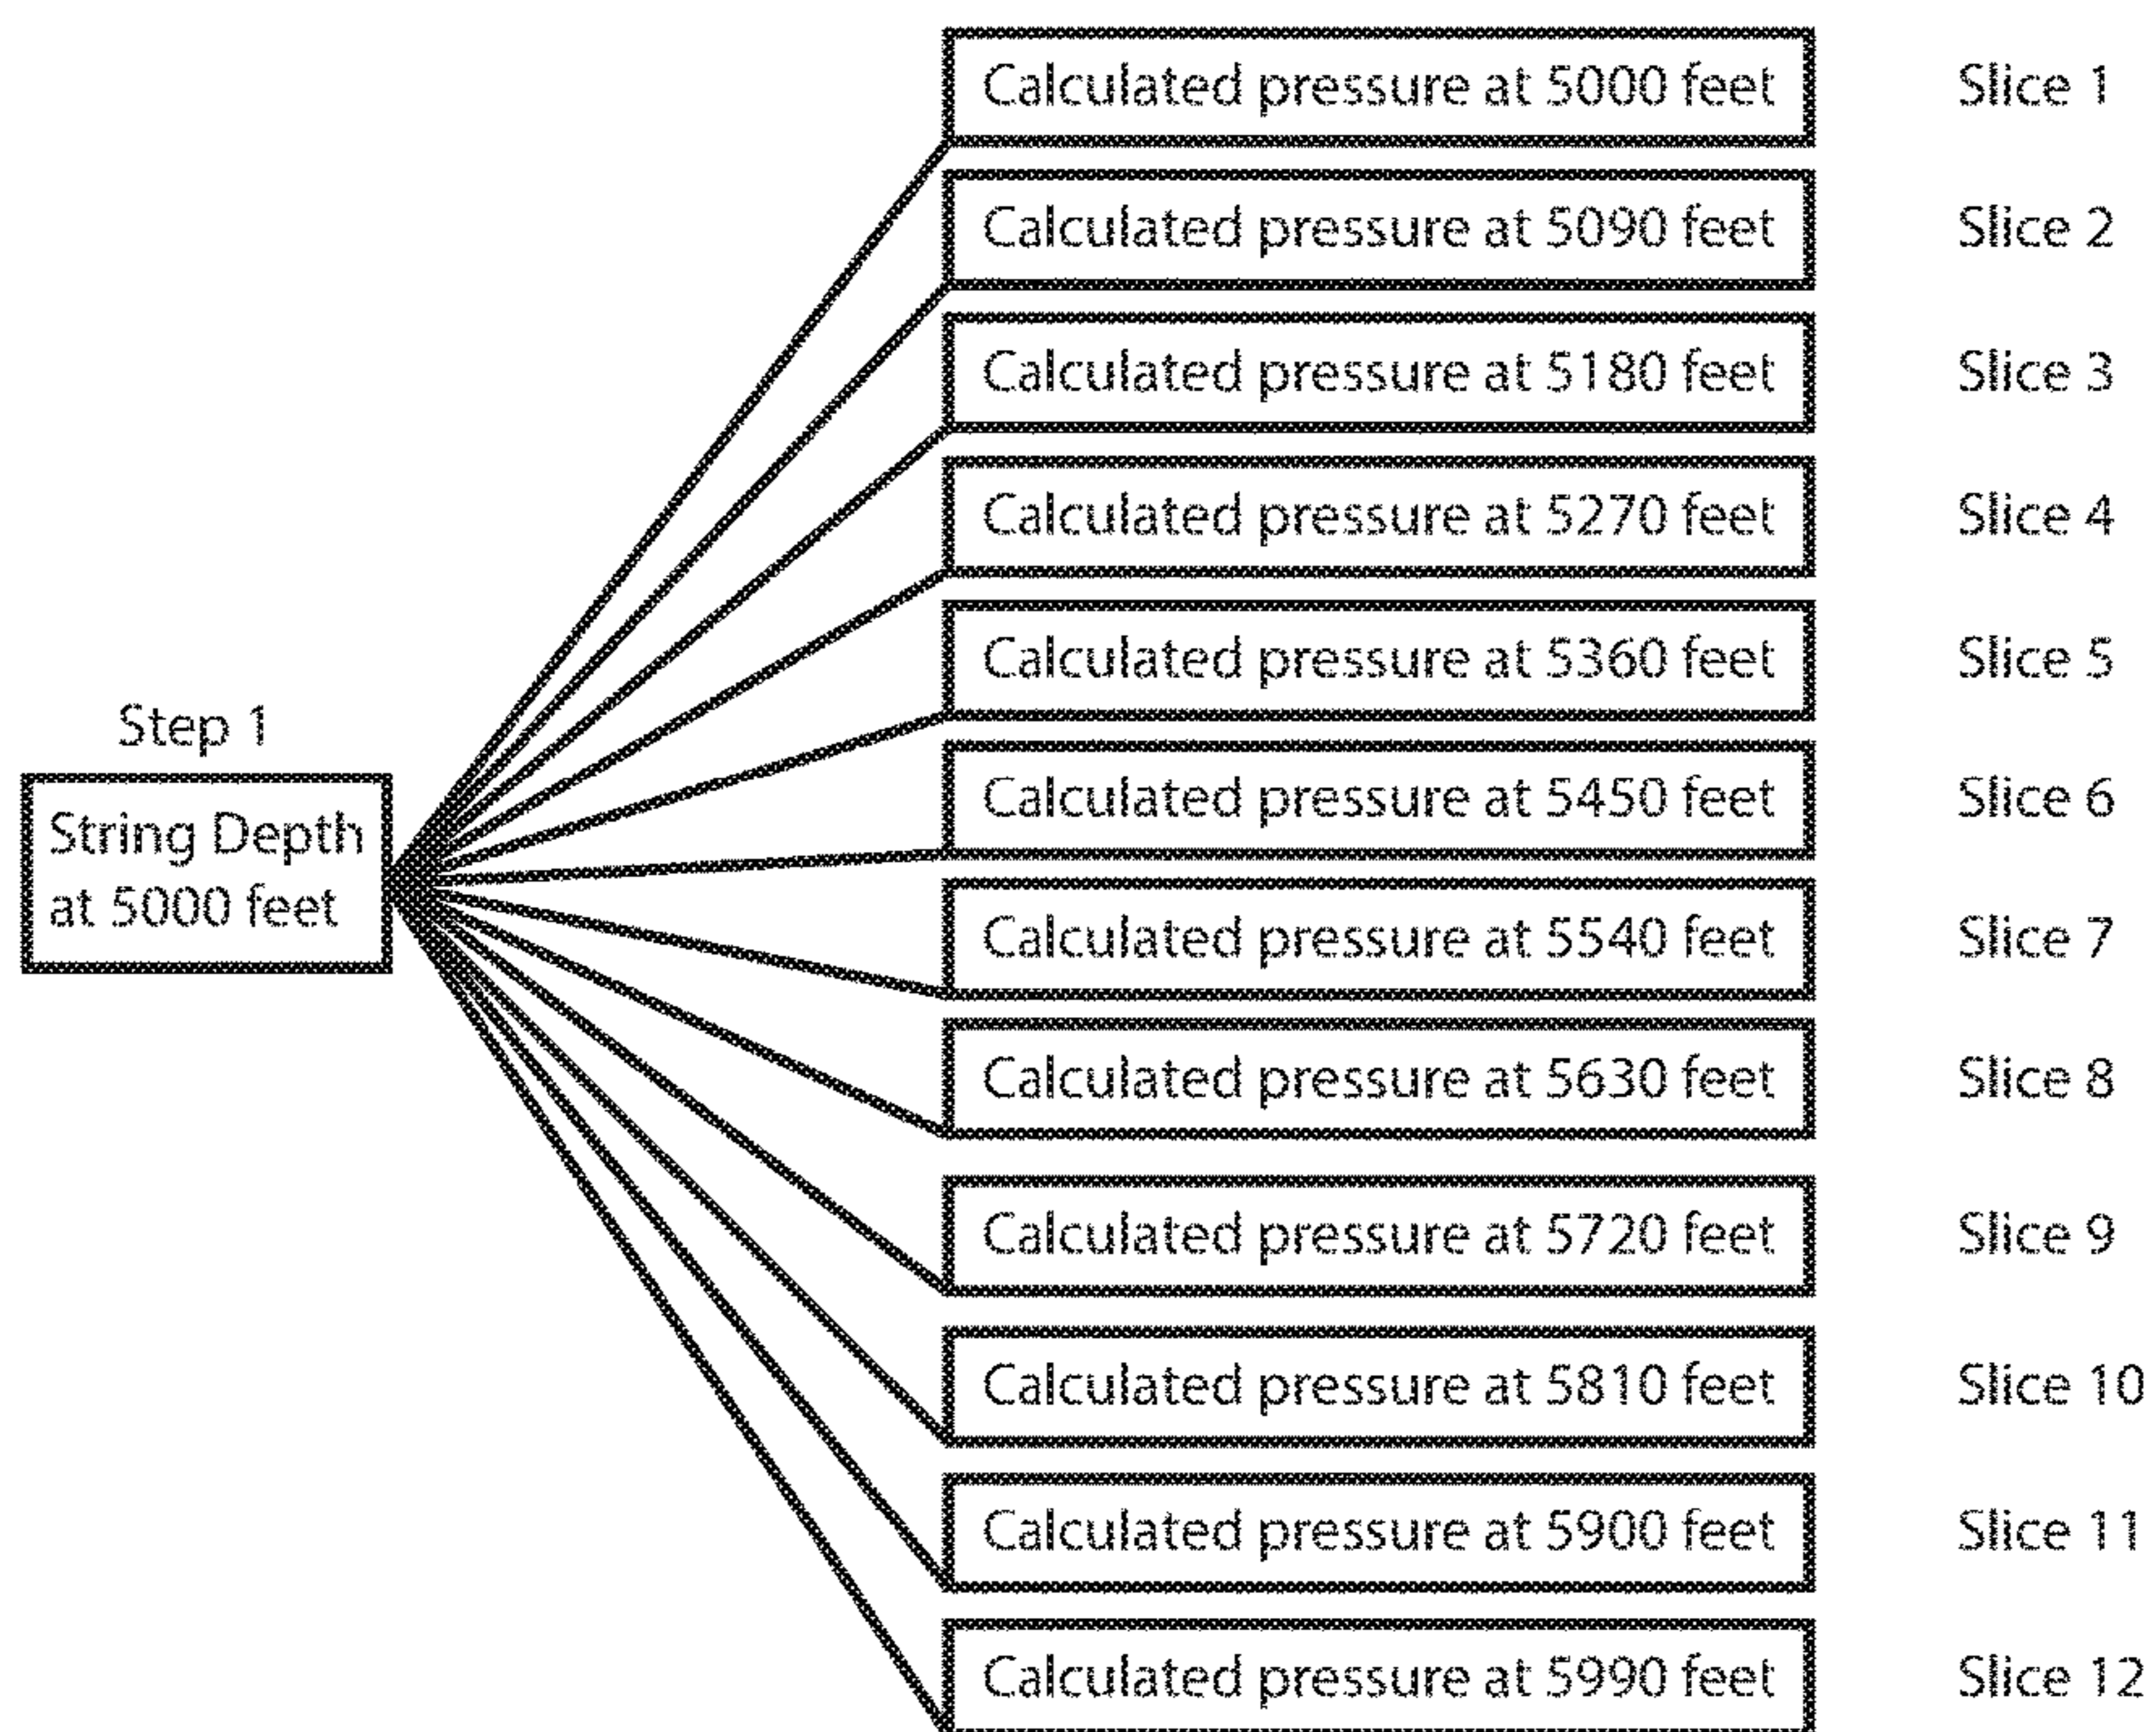 Calculated pressure at 5000 feet Slice 1
Calculated pressure at 5090 feet Slice 2
Calculated pressure at 5180 feet Slice 3
Calculated pressure at 5270 feet Slice 4
Calculated pressure at 5360 feet Slice 5
Step 1
String Depth
at 5000 feet
Calculated pressure at 5450 feet Slice 6
Calculated pressure at 5540 feet Slice 7
Calculated pressure at 5630 feet Slice 8
Calculated pressure at 5720 feet Slice 9
Calculated pressure at 5810 feet Slice 10
Calculated pressure at 5900 feet Slice 11
Calculated pressure at 5990 feet Slice 12